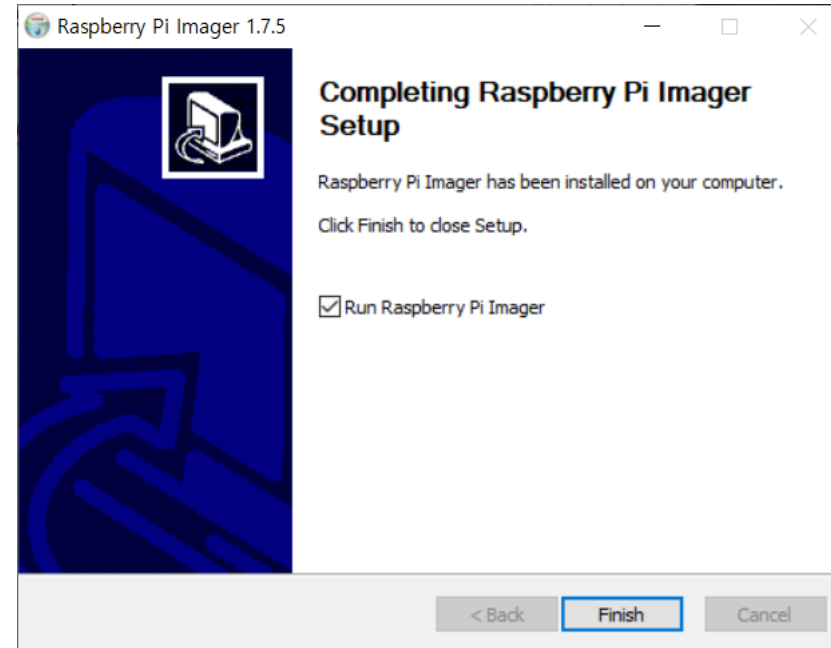 Raspberry Pi Imager 1.7.5
Completing Raspberry Pi Imager
Setup
Raspberry Pi Imager has been installed on your computer.
Click Finish to close Setup.
Run Raspberry Pi Imager
< Back
Finish
Cancel